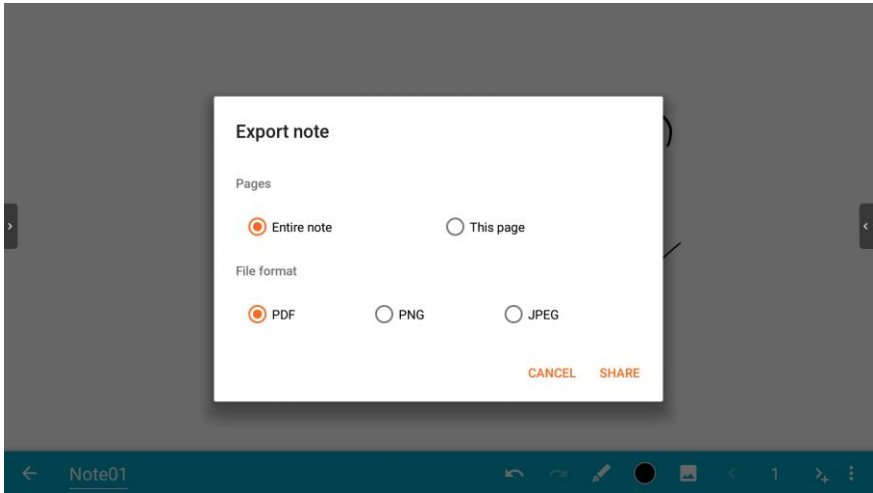 Export note
Pages
Entire note This page
File format
PDF PNG JPEG
CANCEL SHARE
Note01 1